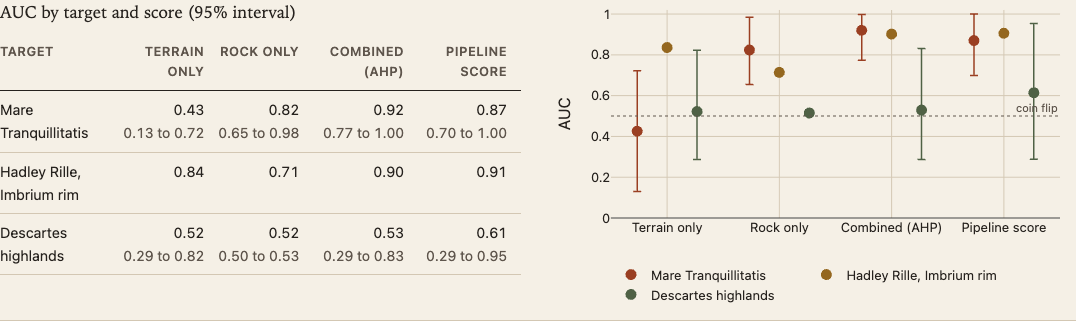 AUC by target and score (95% interval)
TARGET TERRAIN ONLY ROCK ONLY COMBINED (AHP) PIPELINE SCORE
Mare Tranquillitatis 0.43 0.82 0.92 0.87
0.13 to 0.72 0.65 to 0.98 0.77 to 1.00 0.70 to 1.00
Hadley Rille, Imbrium rim 0.84 0.71 0.90 0.91
Descartes highlands 0.52 0.52 0.53 0.61
0.29 to 0.82 0.50 to 0.53 0.29 to 0.83 0.29 to 0.95
AUC
1
0.8
0.6
0.4
0.2
0
coin flip
Terrain only Rock only Combined (AHP) Pipeline score
Mare Tranquillitatis Hadley Rille, Imbrium rim
Descartes highlands